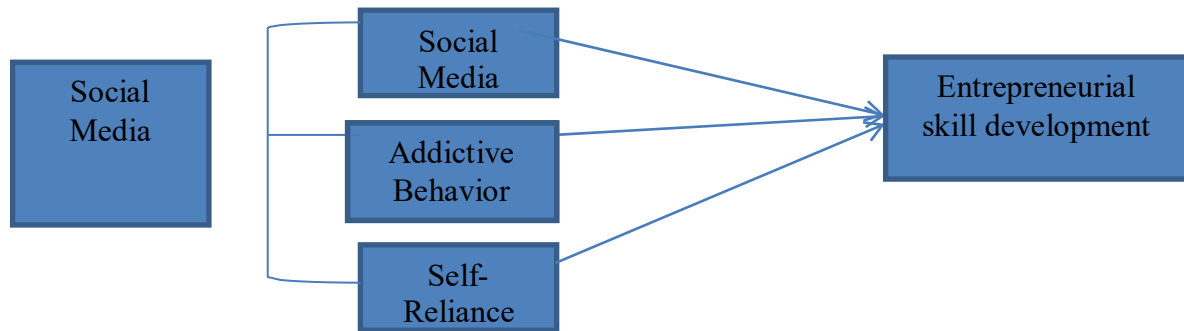 Social
Media
Social
Media
Addictive
Behavior
Self-
Reliance
Entrepreneurial
skill development